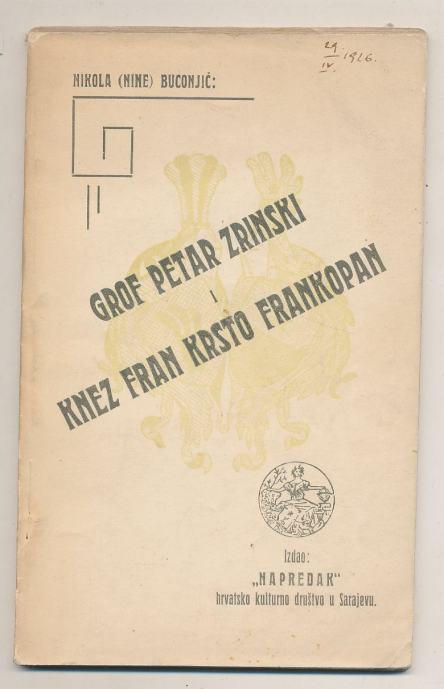 29
IV. 1926.
NIKOLA (NINE) BUCONJIĆ:
GROF PETAR ZRINSKI
I
KNEZ FRAN KRSTO FRANKOPAN
Izdao:
„NAPREDAK“
hrvatsko kulturno društvo u Sarajevu.